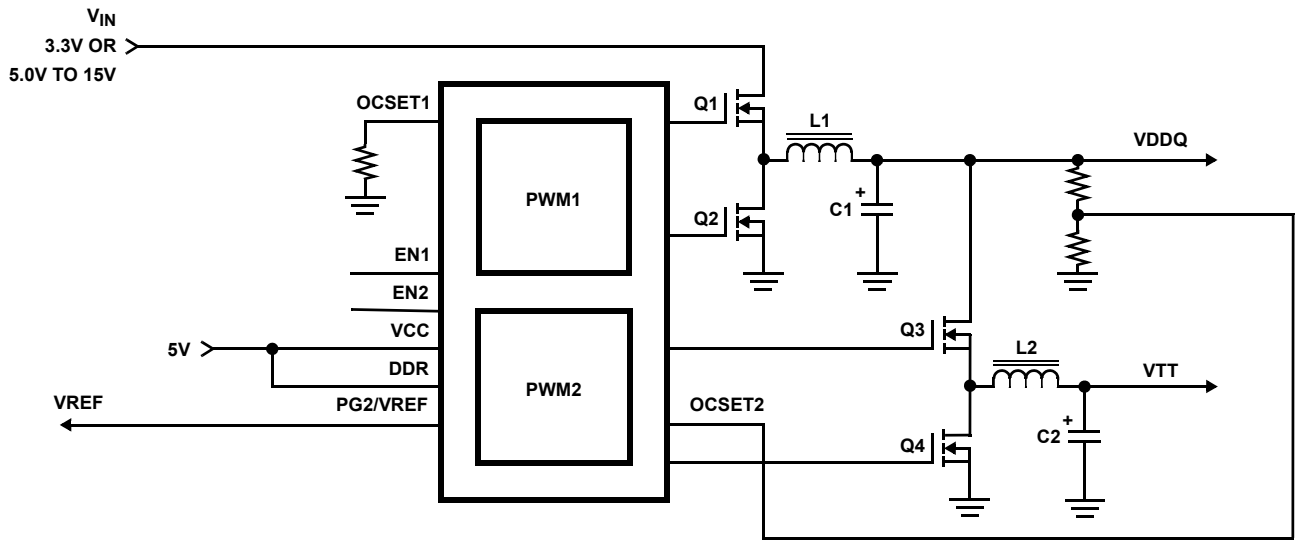 VIN
3.3V OR
5.0V TO 15V
OCSET1
Q1
L1
VDDQ
PWM1
Q2
+
C1
EN1
EN2
VCC
5V
DDR
Q3
L2
VTT
PWM2
VREF
PG2/VREF
OCSET2
Q4
+
C2